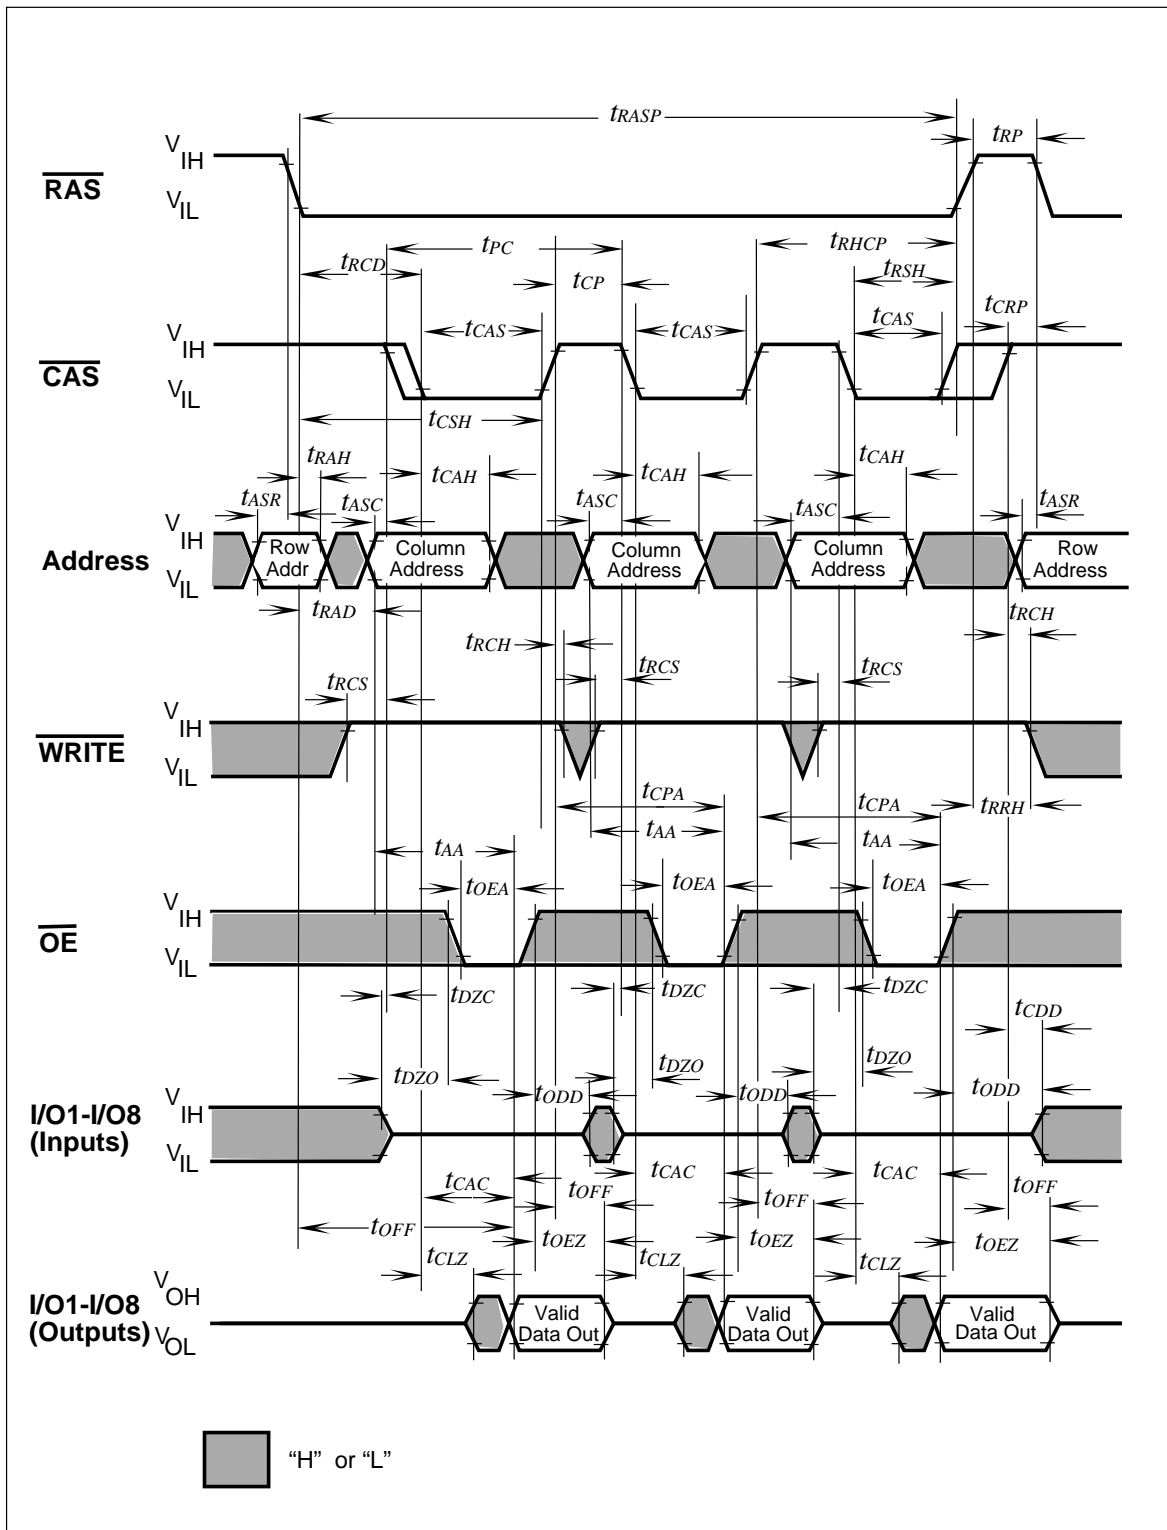 tRASP
tRP
VIH
RAS
VIL
tPC
tRHCP
tRCD
tRSH
tCP
tCRP
tCAS
tCAS
tCAS
VIH
CAS
VIL
tCSH
tRAH
tCAH
tCAH
tCAH
tASR
tASC
tASC
tASC
tASR
VIH
Address
VIL
Row
Addr
Column
Address
Column
Address
Column
Address
Row
Address
tRAD
tRCH
tRCH
tRCS
tRCS
tRCS
VIH
WRITE
VIL
tCPA
tCPA
tRRH
tAA
tAA
tAA
tOEA
tOEA
tOEA
VIH
OE
VIL
tDZC
tDZC
tDZC
tCDD
tDZO
tDZO
tDZO
tODD
tODD
tODD
VIH
I/O1-I/O8
(Inputs)
VIL
tCAC
tCAC
tCAC
tOFF
tOFF
tOFF
tOFF
tOEZ
tOEZ
tOEZ
tCLZ
tCLZ
tCLZ
VOH
I/O1-I/O8
(Outputs)
VOL
Valid
Data Out
Valid
Data Out
Valid
Data Out
“H” or “L”